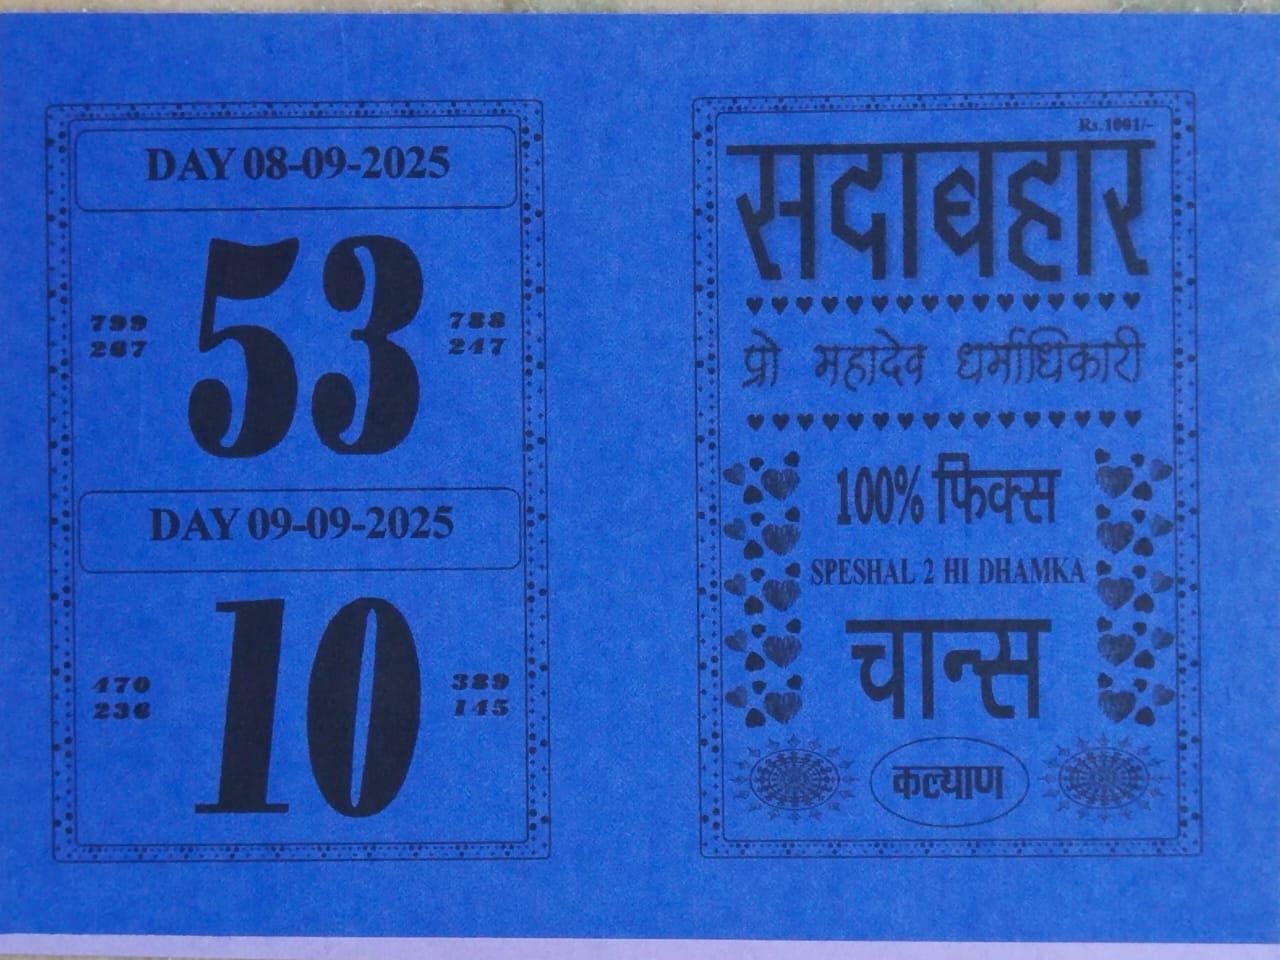 DAY 08-09-2025
53
799
267
788
247
DAY 09-09-2025
10
470
236
389
145
Rs.1001/-
सदाबहार
प्रो महादेव धर्माधिकारी
100% फिक्स
SPESHAL 2 HI DHAMKA
चान्स
कल्याण